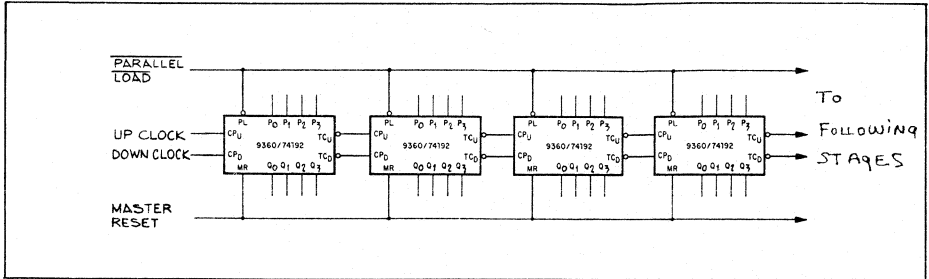 PARALLEL
LOAD
PL P0 P1 P2 P3
PL P0 P1 P2 P3
PL P0 P1 P2 P3
PL P0 P1 P2 P3
TO
UP CLOCK
CPU TCU
CPU TCU
CPU TCU
CPU TCU
FOLLOWING
9360/74192
9360/74192
9360/74192
9360/74192
DOWN CLOCK
CPD TCD
CPD TCD
CPD TCD
CPD TCD
STAGES
MR Q0 Q1 Q2 Q3
MR Q0 Q1 Q2 Q3
MR Q0 Q1 Q2 Q3
MR Q0 Q1 Q2 Q3
MASTER
RESET